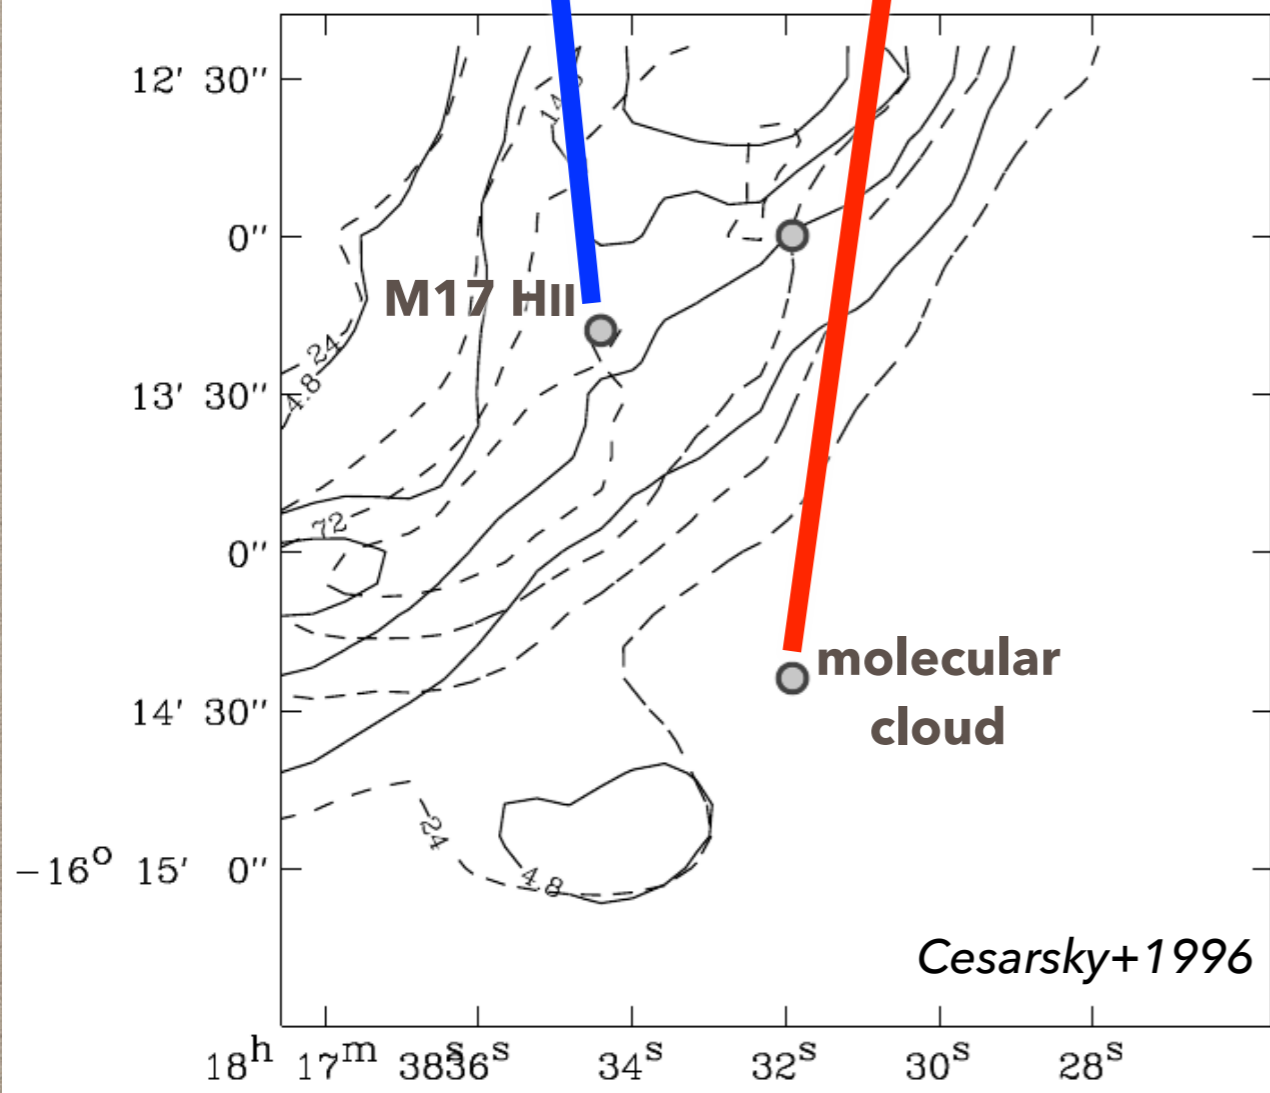 12′ 30″
14.
0″
M17 HII
24
4.8
13′ 30″
72
0″
molecular
cloud
14′ 30″
24
4.8
−16° 15′ 0″
Cesarsky+1996
18ʰ 17ᵐ 38ˢ 36ˢ 34ˢ 32ˢ 30ˢ 28ˢ